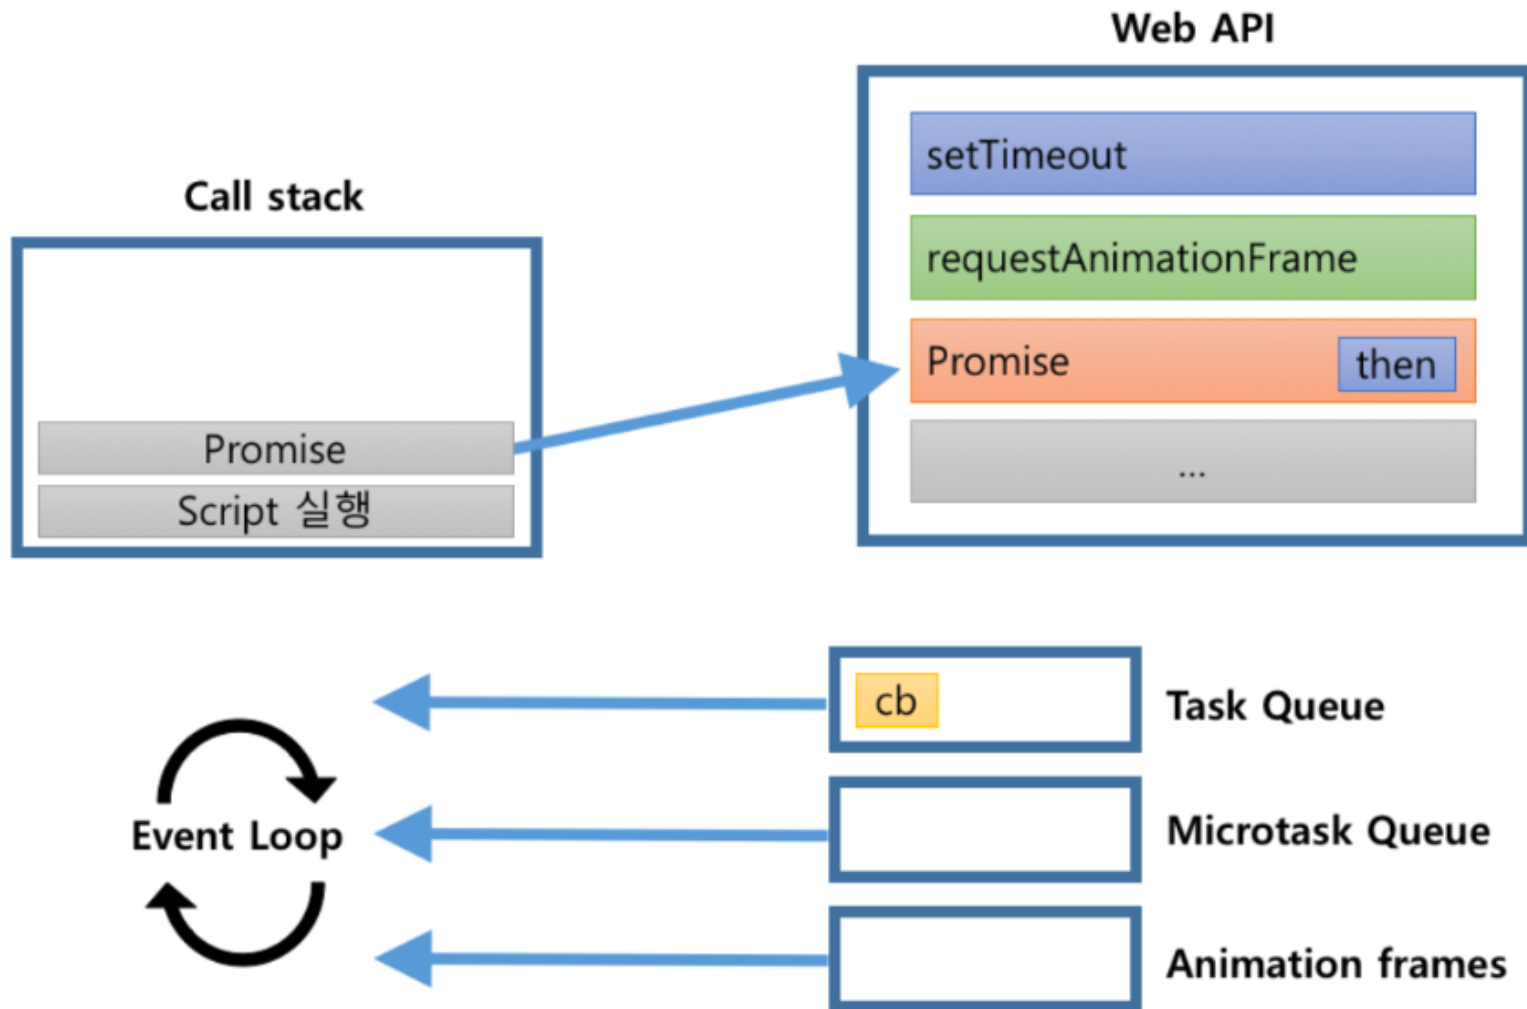 Web API
setTimeout
requestAnimationFrame
Promise then
...
Call stack
Promise
Script 실행
cb
Task Queue
Event Loop
Microtask Queue
Animation frames